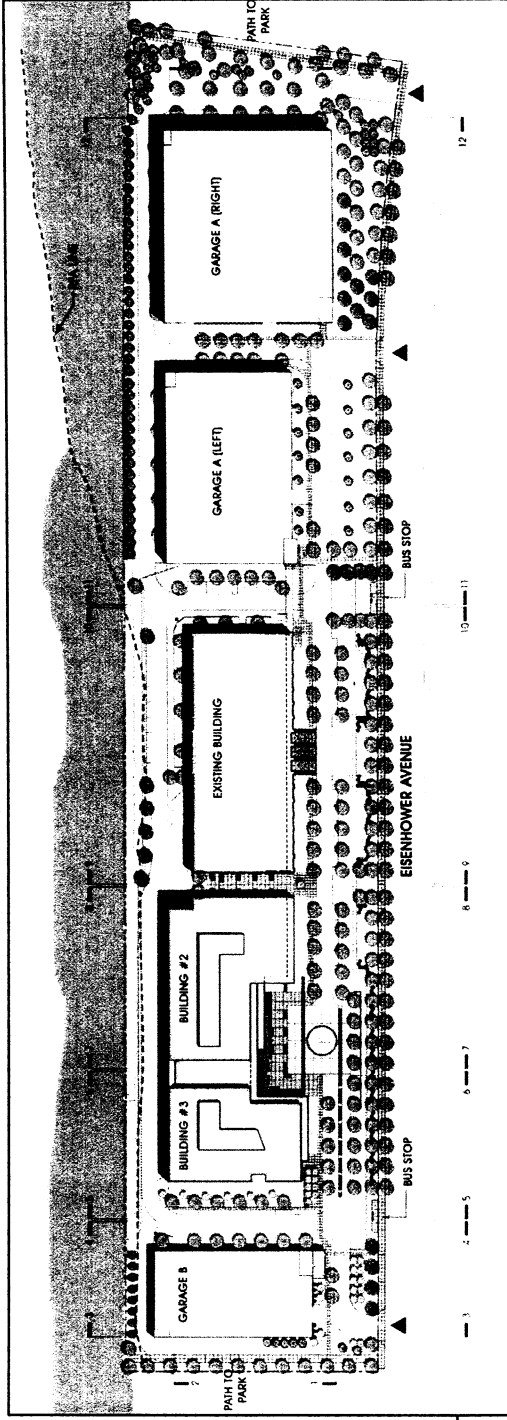 PATH TO
PARK
12
GARAGE A (RIGHT)
GARAGE A (LEFT)
BUS STOP
11
10
EXISTING BUILDING
EISENHOWER AVENUE
9
8
BUILDING #2
7
6
BUILDING #3
BUS STOP
5
GARAGE B
3
2
1
PATH TO
PARK